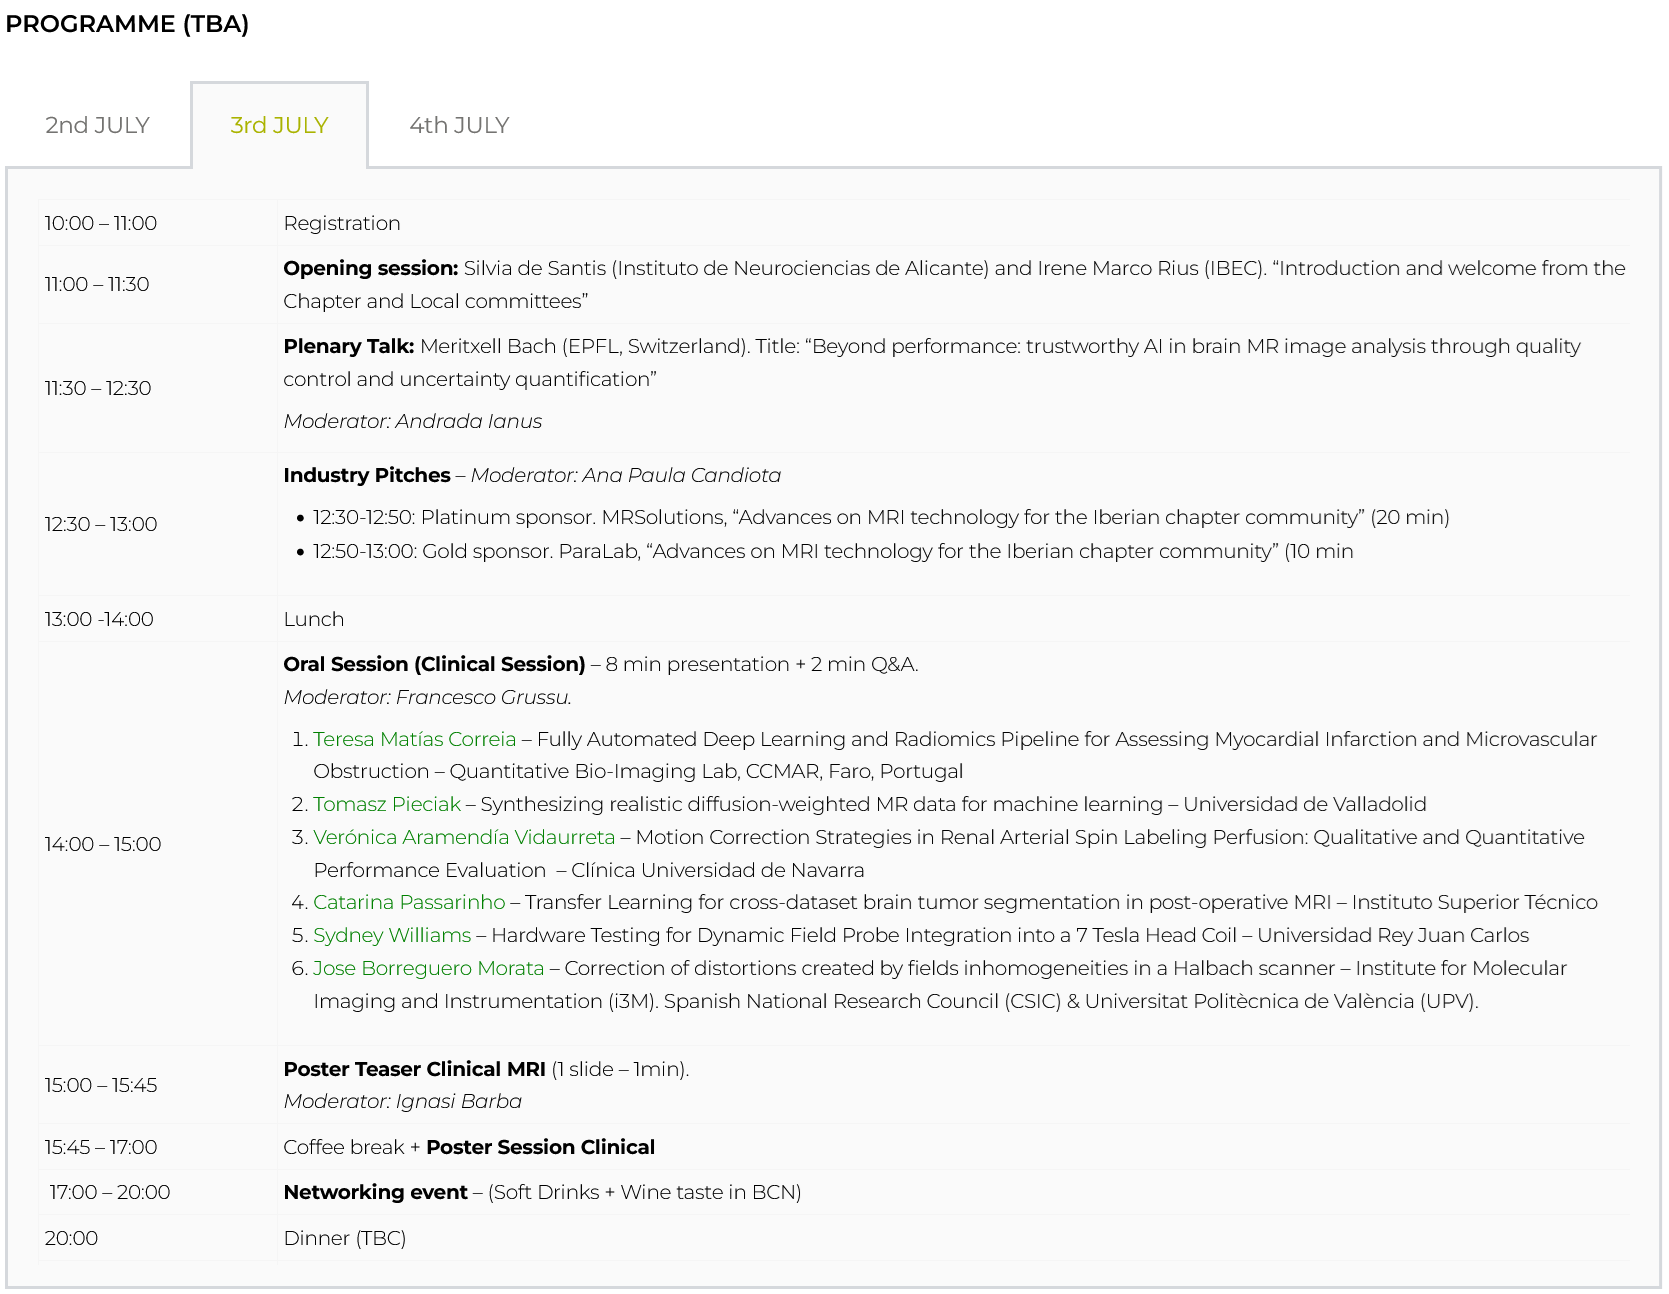 PROGRAMME (TBA)
2nd JULY
3rd JULY
4th JULY
10:00 – 11:00
Registration
11:00 – 11:30
Opening session: Silvia de Santis (Instituto de Neurociencias de Alicante) and Irene Marco Rius (IBEC). “Introduction and welcome from the
Chapter and Local committees”
11:30 – 12:30
Plenary Talk: Meritxell Bach (EPFL, Switzerland). Title: “Beyond performance: trustworthy AI in brain MR image analysis through quality
control and uncertainty quantification”
Moderator: Andrada Ianus
12:30 – 13:00
Industry Pitches – Moderator: Ana Paula Candiota
• 12:30-12:50: Platinum sponsor. MRSolutions, “Advances on MRI technology for the Iberian chapter community” (20 min)
• 12:50-13:00: Gold sponsor. ParaLab, “Advances on MRI technology for the Iberian chapter community” (10 min
13:00 -14:00
Lunch
14:00 – 15:00
Oral Session (Clinical Session) – 8 min presentation + 2 min Q&A.
Moderator: Francesco Grussu.
1. Teresa Matías Correia – Fully Automated Deep Learning and Radiomics Pipeline for Assessing Myocardial Infarction and Microvascular
Obstruction – Quantitative Bio-Imaging Lab, CCMAR, Faro, Portugal
2. Tomasz Pieciak – Synthesizing realistic diffusion-weighted MR data for machine learning – Universidad de Valladolid
3. Verónica Aramendía Vidaurreta – Motion Correction Strategies in Renal Arterial Spin Labeling Perfusion: Qualitative and Quantitative
Performance Evaluation – Clínica Universidad de Navarra
4. Catarina Passarinho – Transfer Learning for cross-dataset brain tumor segmentation in post-operative MRI – Instituto Superior Técnico
5. Sydney Williams – Hardware Testing for Dynamic Field Probe Integration into a 7 Tesla Head Coil – Universidad Rey Juan Carlos
6. Jose Borreguero Morata – Correction of distortions created by fields inhomogeneities in a Halbach scanner – Institute for Molecular
Imaging and Instrumentation (i3M). Spanish National Research Council (CSIC) & Universitat Politècnica de València (UPV).
15:00 – 15:45
Poster Teaser Clinical MRI (1 slide – 1min).
Moderator: Ignasi Barba
15:45 – 17:00
Coffee break + Poster Session Clinical
17:00 – 20:00
Networking event – (Soft Drinks + Wine taste in BCN)
20:00
Dinner (TBC)